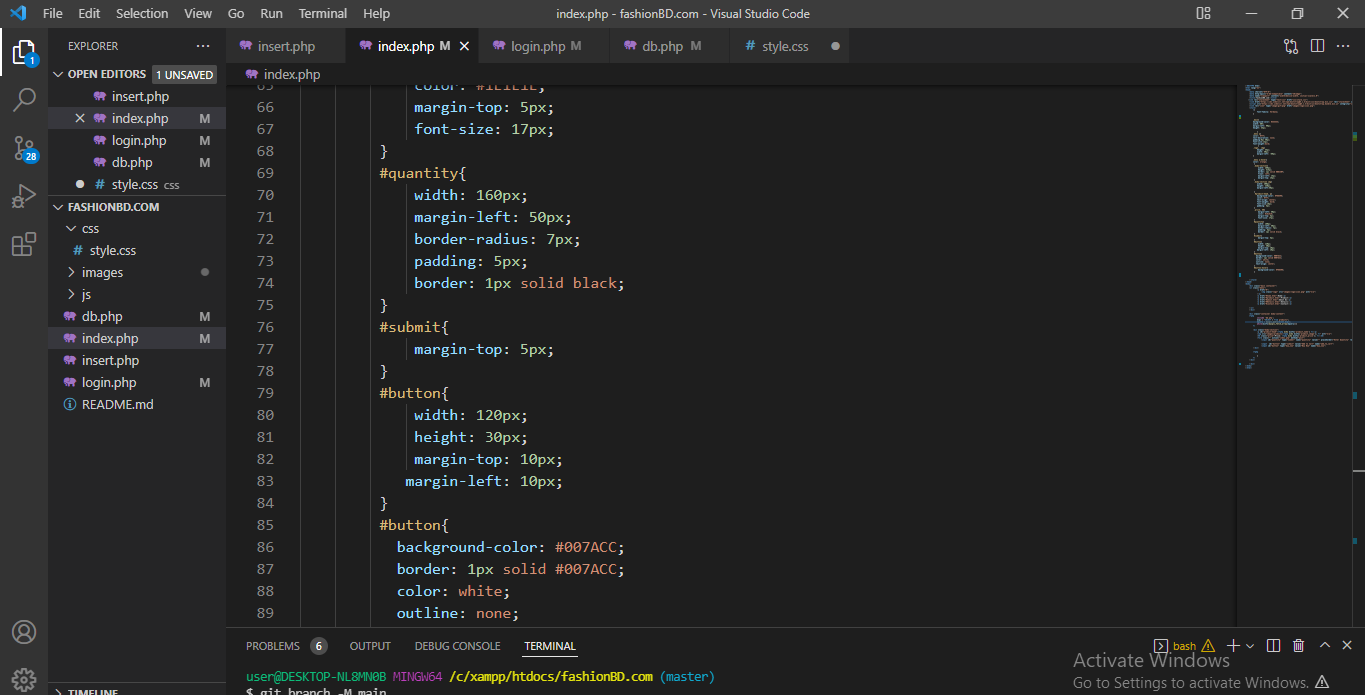 File Edit Selection View Go Run Terminal Help index.php - fashionBD.com - Visual Studio Code
EXPLORER ···
insert.php index.php M × login.php M db.php M # style.css ●
index.php
OPEN EDITORS 1 UNSAVED
insert.php
× index.php M
login.php M
db.php M
● # style.css css
FASHIONBD.COM
css
# style.css
images
js
db.php M
index.php M
insert.php
login.php M
README.md
TIMELINE
1
28
65 color: #1E1E1E;
66 margin-top: 5px;
67 font-size: 17px;
68 }
69 #quantity{
70 width: 160px;
71 margin-left: 50px;
72 border-radius: 7px;
73 padding: 5px;
74 border: 1px solid black;
75 }
76 #submit{
77 margin-top: 5px;
78 }
79 #button{
80 width: 120px;
81 height: 30px;
82 margin-top: 10px;
83 margin-left: 10px;
84 }
85 #button{
86 background-color: #007ACC;
87 border: 1px solid #007ACC;
88 color: white;
89 outline: none;
PROBLEMS 6 OUTPUT DEBUG CONSOLE TERMINAL bash
user@DESKTOP-NL8MN0B MINGW64 /c/xampp/htdocs/fashionBD.com (master)
$ git branch -M main
Activate Windows
Go to Settings to activate Windows.